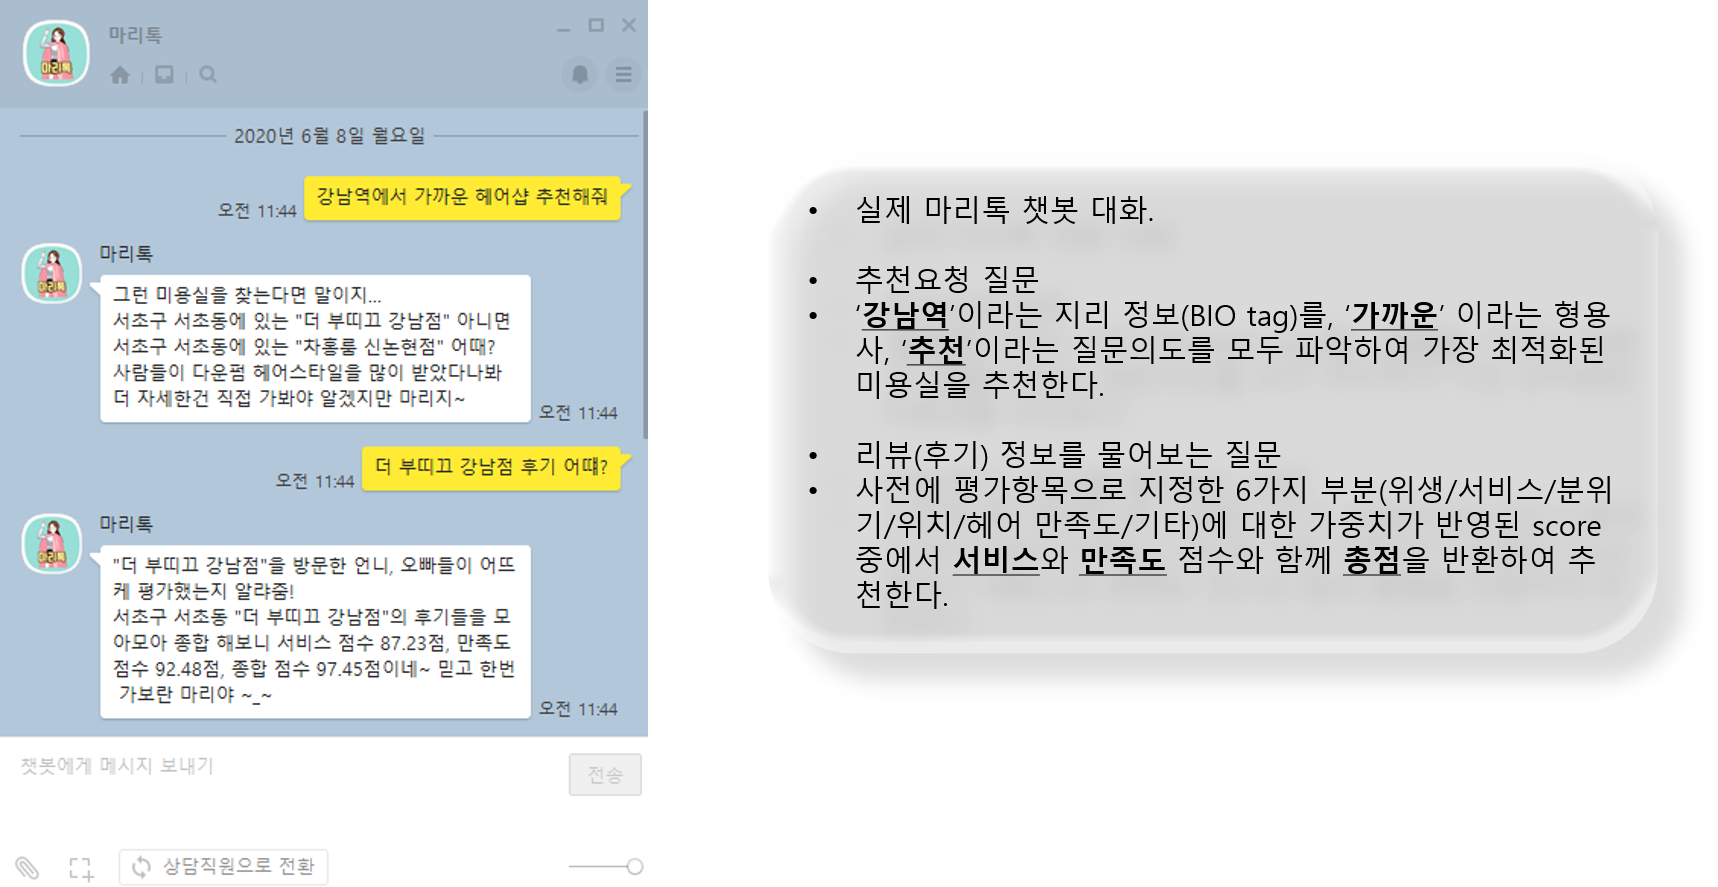 마리톡
2020년 6월 8일 월요일
강남역에서 가까운 헤어샵 추천해줘
오전 11:44
마리톡
그런 미용실을 찾는다면 말이지...
서초구 서초동에 있는 "더 부띠끄 강남점" 아니면
서초구 서초동에 있는 "차홍룸 신논현점" 어때?
사람들이 다운펌 헤어스타일을 많이 받았다나봐
더 자세한건 직접 가봐야 알겠지만 마리지~
오전 11:44
더 부띠끄 강남점 후기 어떄?
오전 11:44
마리톡
"더 부띠끄 강남점"을 방문한 언니, 오빠들이 어뜨
케 평가했는지 알랴줌!
서초구 서초동 "더 부띠끄 강남점"의 후기들을 모
아모아 종합 해보니 서비스 점수 87.23점, 만족도
점수 92.48점, 종합 점수 97.45점이네~ 믿고 한번
가보란 마리야 ~_~
오전 11:44
챗봇에게 메시지 보내기
전송
상담직원으로 전환
• 실제 마리톡 챗봇 대화.
• 추천요청 질문
• ‘강남역’이라는 지리 정보(BIO tag)를, ‘가까운’ 이라는 형용
사, ‘추천’이라는 질문의도를 모두 파악하여 가장 최적화된
미용실을 추천한다.
• 리뷰(후기) 정보를 물어보는 질문
• 사전에 평가항목으로 지정한 6가지 부분(위생/서비스/분위
기/위치/헤어 만족도/기타)에 대한 가중치가 반영된 score
중에서 서비스와 만족도 점수와 함께 총점을 반환하여 추
천한다.